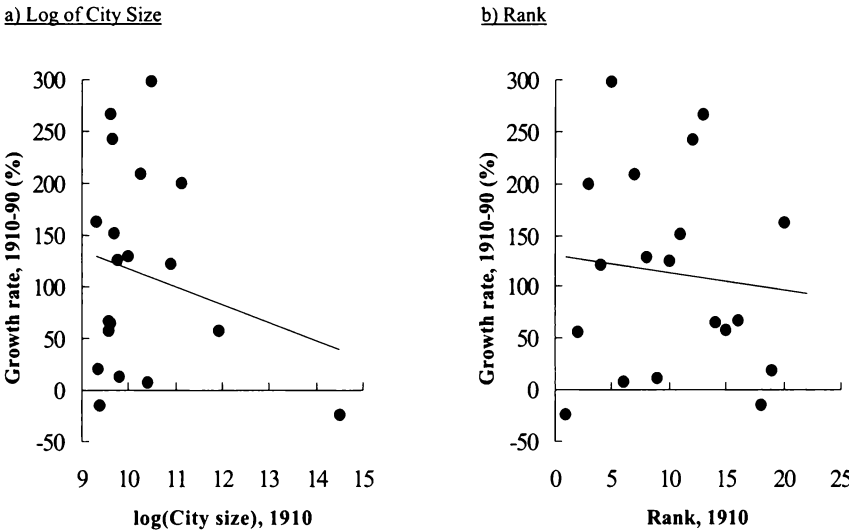 a) Log of City Size
b) Rank
Growth rate, 1910-90 (%)
300
250
200
150
100
50
0
-50
9 10 11 12 13 14 15
log(City size), 1910
Growth rate, 1910-90 (%)
300
250
200
150
100
50
0
-50
0 5 10 15 20 25
Rank, 1910